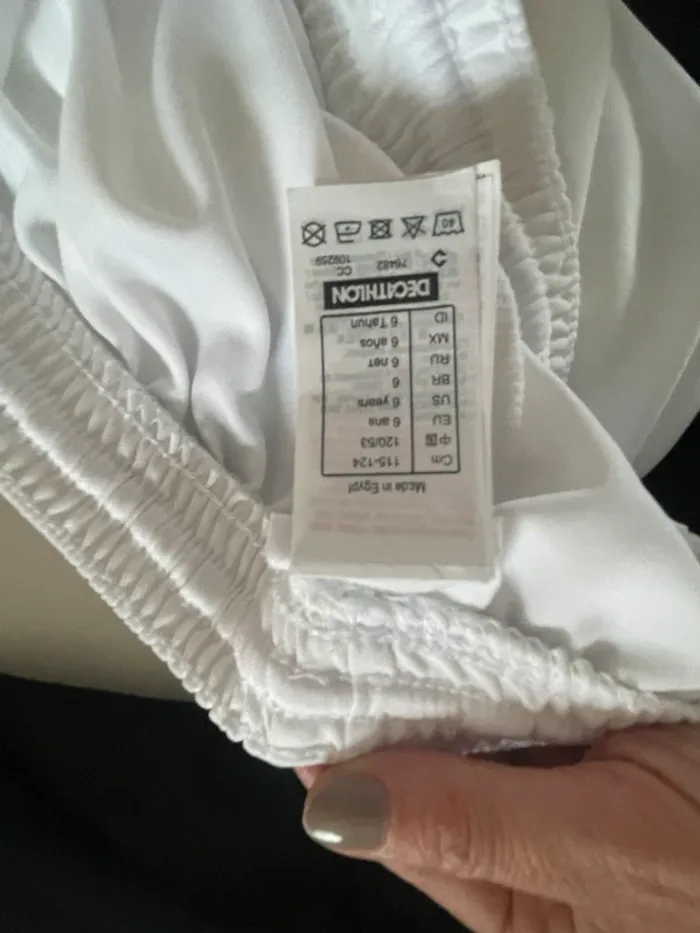 Made in Egypt
Cm 115-124
中国 120/53
EU 6 ans
US 6 years
BR 6
RU 6 лет
MX 6 años
ID 6 Tahun
DECATHLON
76482 CC
109259
40